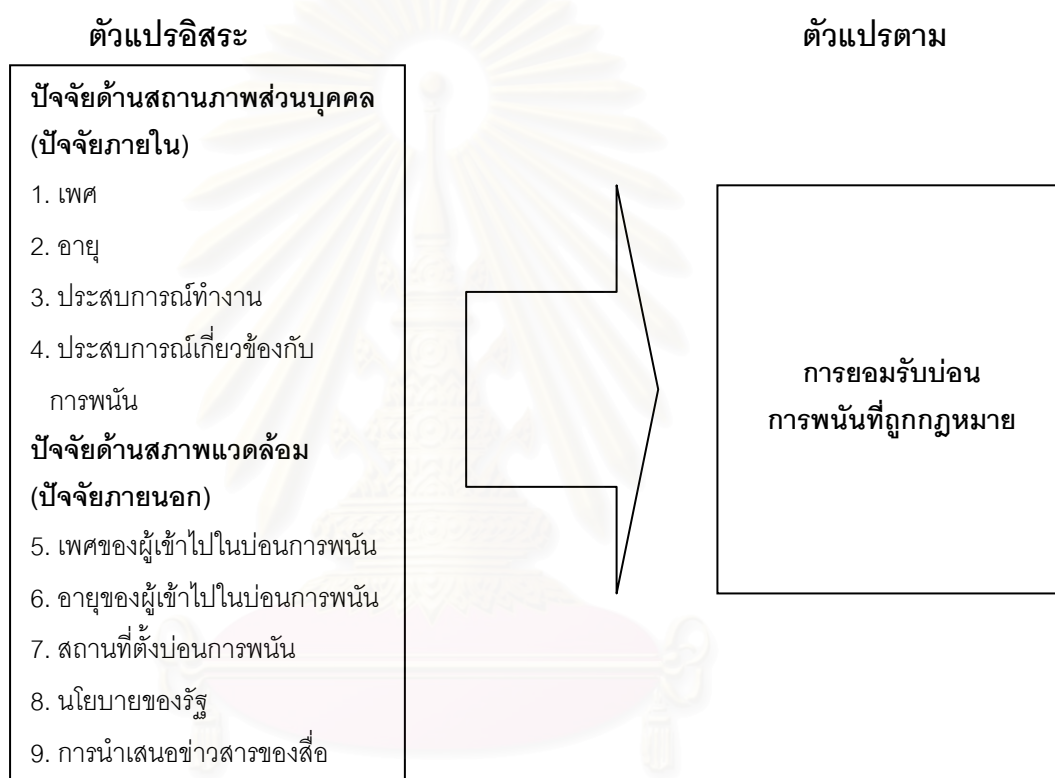 ตัวแปรอิสระ
ตัวแปรตาม
ปัจจัยด้านสถานภาพส่วนบุคคล
(ปัจจัยภายใน)
1. เพศ
2. อายุ
3. ประสบการณ์ทำงาน
4. ประสบการณ์เกี่ยวข้องกับ
การพนัน
ปัจจัยด้านสภาพแวดล้อม
(ปัจจัยภายนอก)
5. เพศของผู้เข้าไปในบ่อนการพนัน
6. อายุของผู้เข้าไปในบ่อนการพนัน
7. สถานที่ตั้งบ่อนการพนัน
8. นโยบายของรัฐ
9. การนำเสนอข่าวสารของสื่อ
การยอมรับบ่อน
การพนันที่ถูกกฎหมาย